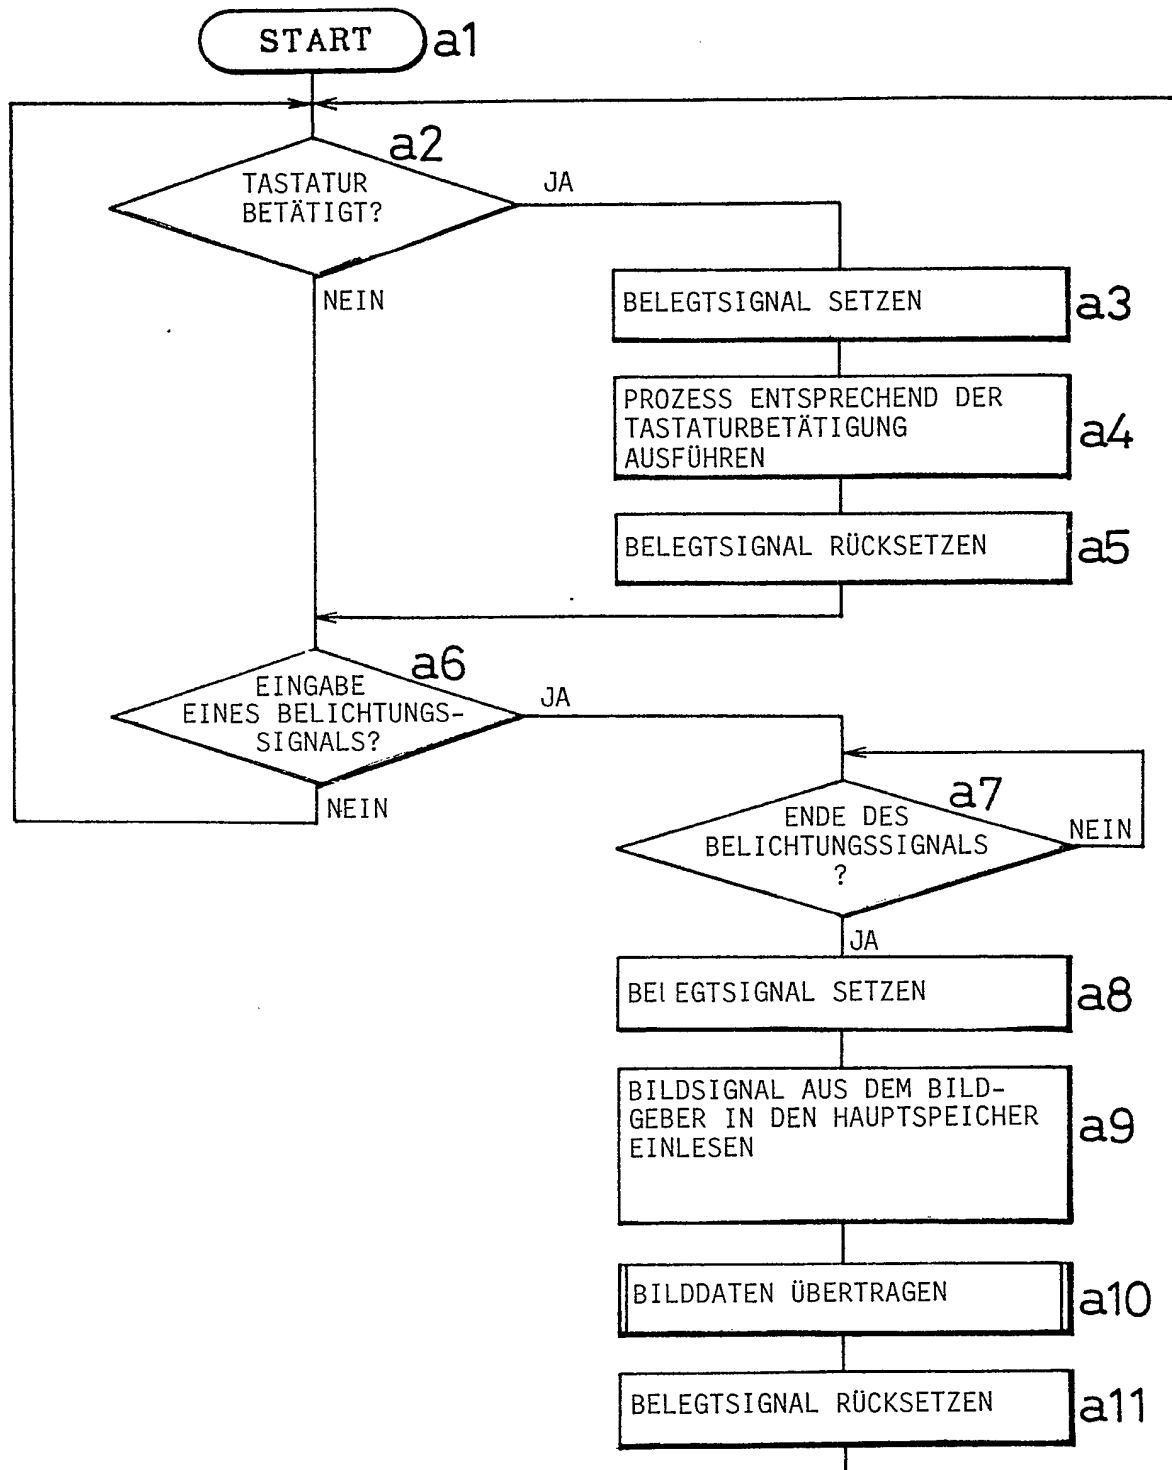 START a1
a2
TASTATUR
BETÄTIGT?
JA
NEIN
BELEGTSIGNAL SETZEN a3
PROZESS ENTSPRECHEND DER
TASTATURBETÄTIGUNG
AUSFÜHREN
a4
BELEGTSIGNAL RÜCKSETZEN a5
a6
EINGABE
EINES BELICHTUNGS-
SIGNALS?
JA
NEIN
a7
ENDE DES
BELICHTUNGSSIGNALS
?
NEIN
JA
BELEGTSIGNAL SETZEN a8
BILDSIGNAL AUS DEM BILD-
GEBER IN DEN HAUPTSPEICHER
EINLESEN
a9
BILDDATEN ÜBERTRAGEN a10
BELEGTSIGNAL RÜCKSETZEN a11